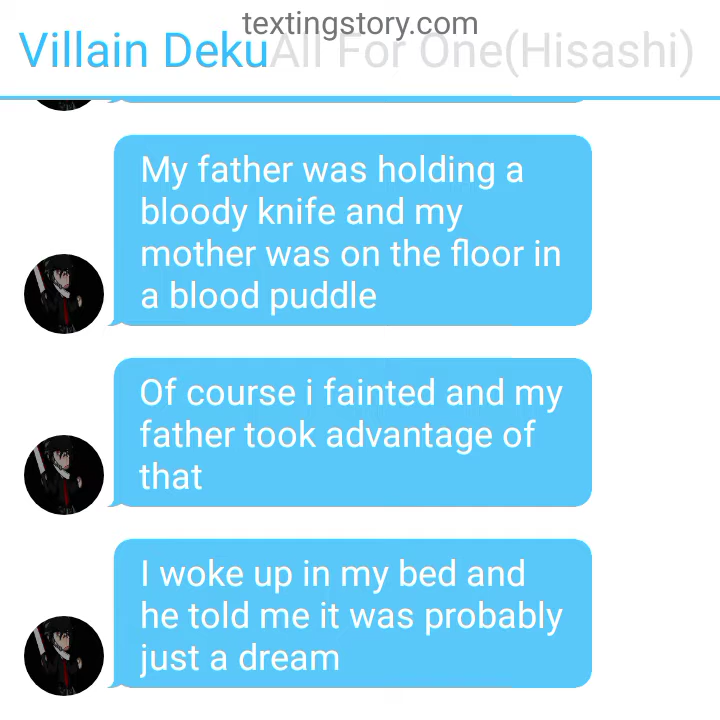 textingstory.com
Villain Deku All For One(Hisashi)
My father was holding a
bloody knife and my
mother was on the floor in
a blood puddle
Of course i fainted and my
father took advantage of
that
I woke up in my bed and
he told me it was probably
just a dream